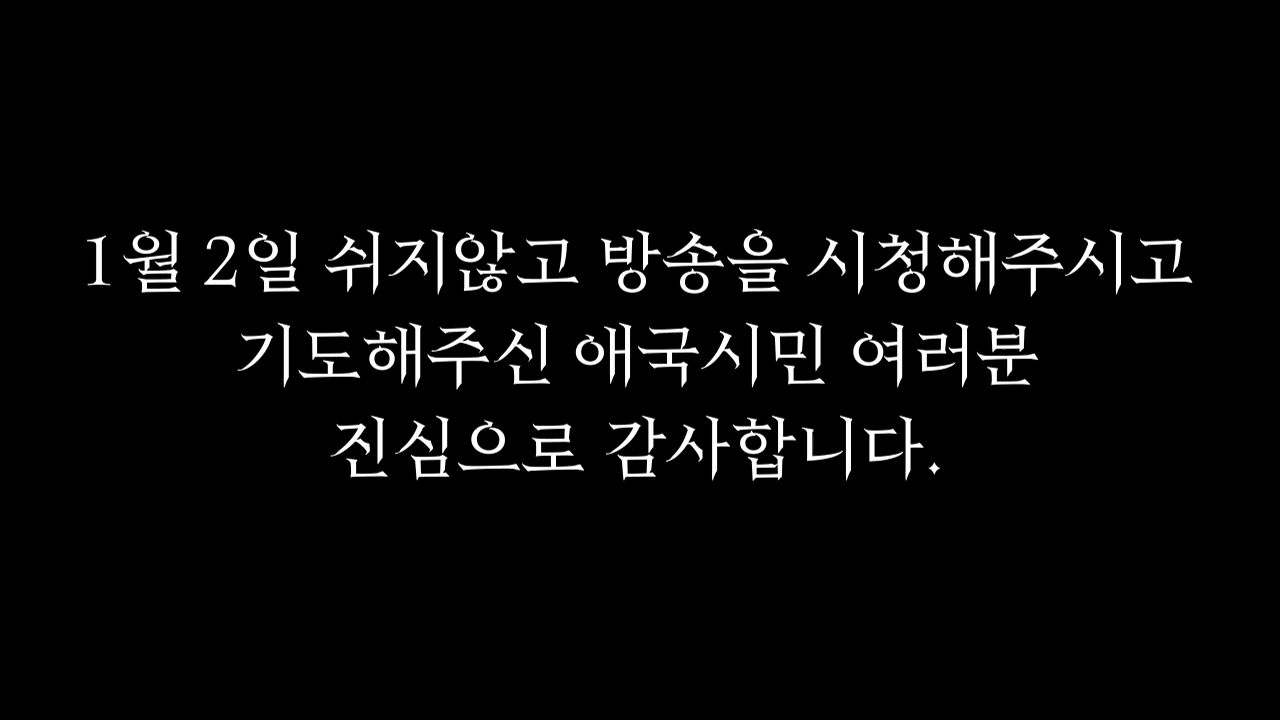 1월 2일 쉬지않고 방송을 시청해주시고
기도해주신 애국시민 여러분
진심으로 감사합니다.